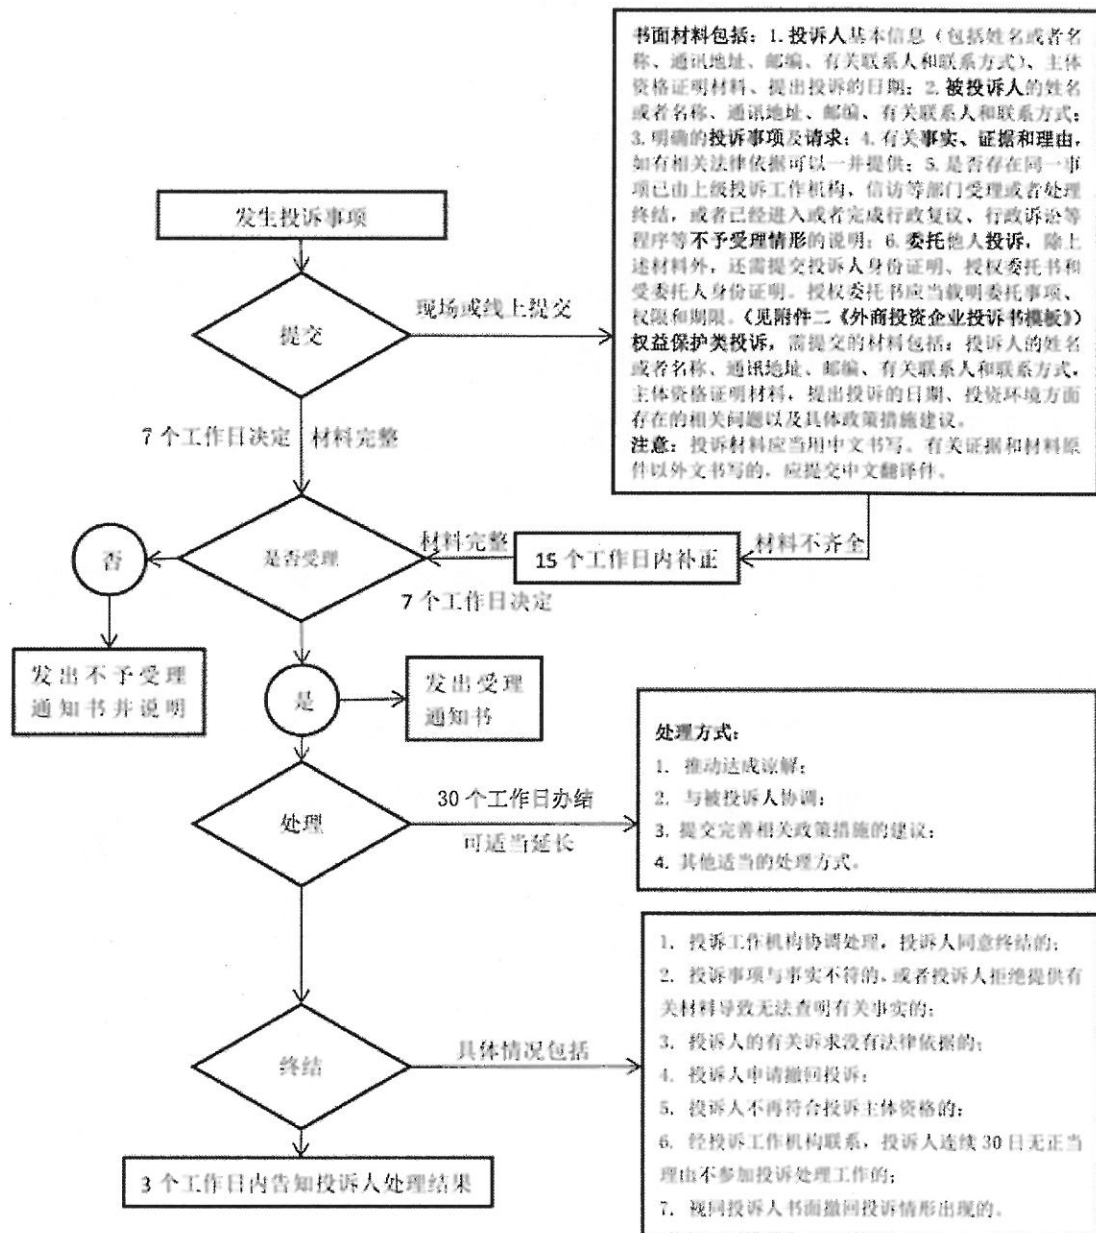 书面材料包括：1.投诉人基本信息（包括姓名或者名
称、通讯地址、邮编、有关联系人和联系方式）、主体
资格证明材料、提出投诉的日期；2.被投诉人的姓名
或者名称、通讯地址、邮编、有关联系人和联系方式；
3.明确的投诉事项及请求；4.有关事实、证据和理由，
如有相关法律依据可以一并提供；5.是否存在同一事
项已由上级投诉工作机构，信访等部门受理或者处理
终结，或者已经进入或者完成行政复议、行政诉讼等
程序等不予受理情形的说明；6.委托他人投诉，除上
述材料外，还需提交投诉人身份证明、授权委托书和
受委托人身份证明。授权委托书应当载明委托事项、
权限和期限。（见附件二《外商投资企业投诉书模板》）
权益保护类投诉，需提交的材料包括：投诉人的姓名
或者名称、通讯地址、邮编、有关联系人和联系方式，
主体资格证明材料，提出投诉的日期、投资环境方面
存在的相关问题以及具体政策措施建议。
注意：投诉材料应当用中文书写。有关证据和材料原
件以外文书写的，应提交中文翻译件。
发生投诉事项
提交
现场或线上提交
7个工作日决定
材料完整
否
是否受理
材料完整
15个工作日内补正
材料不齐全
7个工作日决定
发出不予受理
通知书并说明
是
发出受理
通知书
处理
30个工作日办结
可适当延长
处理方式：
1. 推动达成谅解；
2. 与被投诉人协调；
3. 提交完善相关政策措施的建议；
4. 其他适当的处理方式。
终结
具体情况包括
1. 投诉工作机构协调处理，投诉人同意终结的；
2. 投诉事项与事实不符的，或者投诉人拒绝提供有
关材料导致无法查明有关事实的；
3. 投诉人的有关诉求没有法律依据的；
4. 投诉人申请撤回投诉；
5. 投诉人不再符合投诉主体资格的；
6. 经投诉工作机构联系，投诉人连续30日无正当
理由不参加投诉处理工作的；
7. 视同投诉人书面撤回投诉情形出现的。
3个工作日内告知投诉人处理结果